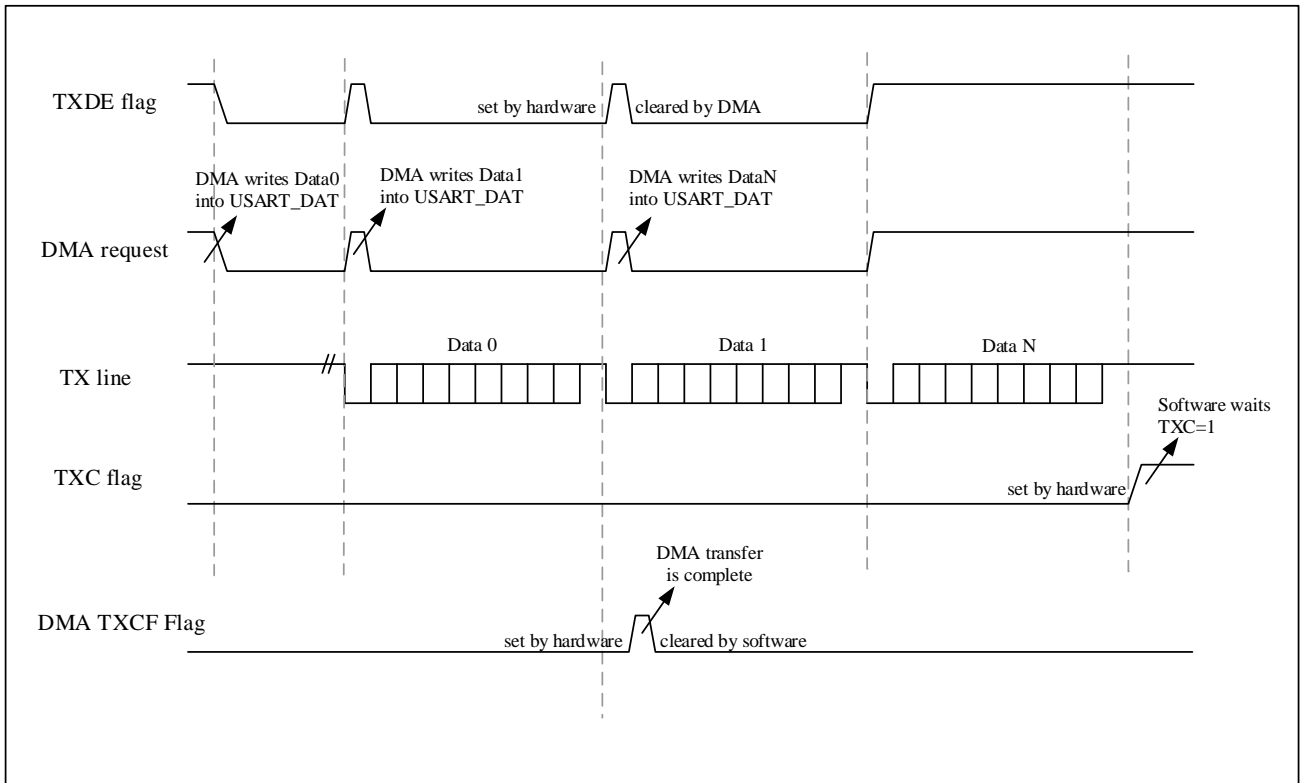 TXDE flag
set by hardware
cleared by DMA
DMA writes Data0
into USART_DAT
DMA writes Data1
into USART_DAT
DMA writes DataN
into USART_DAT
DMA request
Data 0
Data 1
Data N
TX line
Software waits
TXC=1
TXC flag
set by hardware
DMA transfer
is complete
DMA TXCF Flag
set by hardware
cleared by software